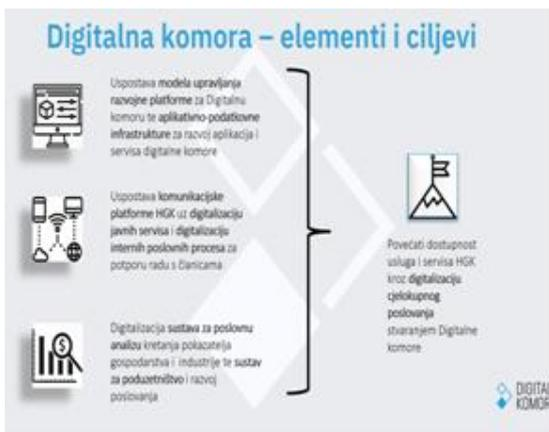 Digitalna komora – elementi i ciljevi
Uspostava modela upravljanja
razvojne platforme za Digitalnu
komoru te aplikativno-podatkovne
infrastrukture za razvoj aplikacija i
servisa digitalne komore
Uspostava komunikacijske
platforme HGK uz digitalizaciju
javnih servisa i digitalizaciju
internih poslovnih procesa za
potporu radu s članicama
Digitalizacija sustava za poslovnu
analizu kretanja pokazatelja
gospodarstva i industrije te sustav
za poduzetništvo i razvoj
poslovanja
Povećati dostupnost
usluga i servisa HGK
kroz digitalizaciju
cjelokupnog
poslovanja
stvaranjem Digitalne
komore
DIGITAL
KOMOR